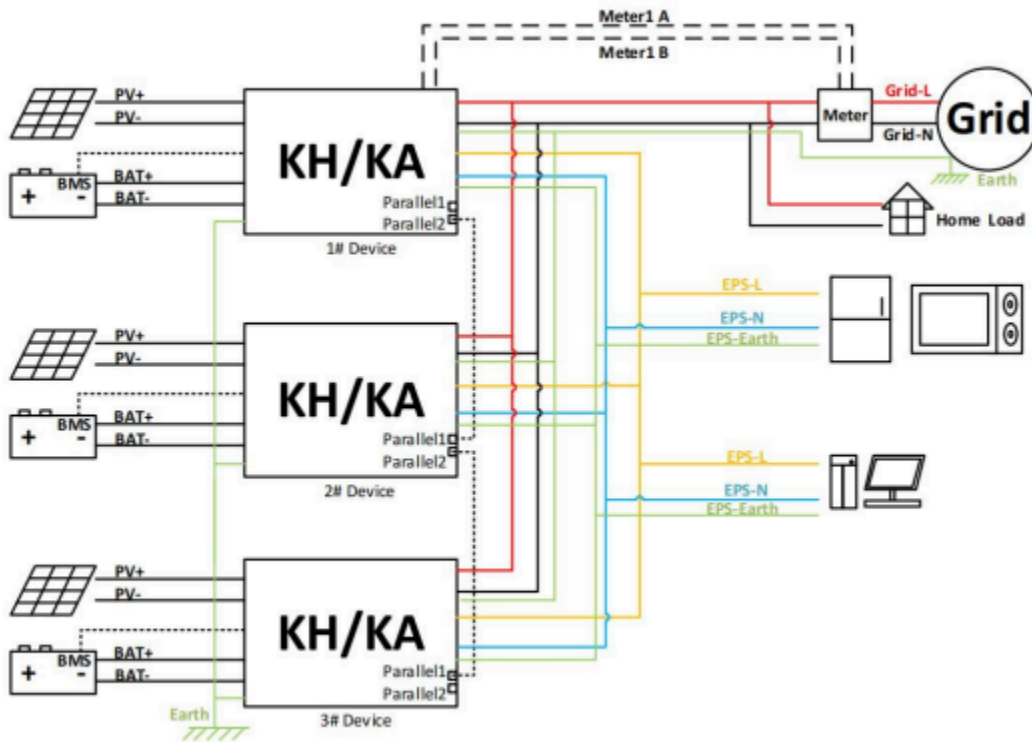 Meter1 A
Meter1 B
PV+
PV-
BMS
+ -
BAT+
BAT-
KH/KA
Parallel1
Parallel2
1# Device
Meter
Grid-L
Grid-N
Grid
Earth
Home Load
EPS-L
EPS-N
EPS-Earth
PV+
PV-
BMS
+ -
BAT+
BAT-
KH/KA
Parallel1
Parallel2
2# Device
EPS-L
EPS-N
EPS-Earth
PV+
PV-
BMS
+ -
BAT+
BAT-
KH/KA
Parallel1
Parallel2
3# Device
Earth